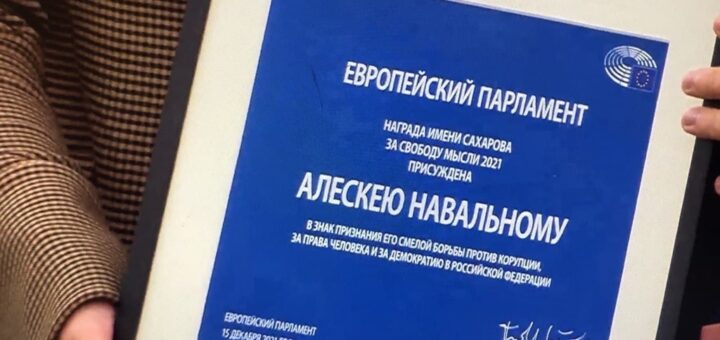 ЕВРОПЕЙСКИЙ ПАРЛАМЕНТ
НАГРАДА ИМЕНИ САХАРОВА
ЗА СВОБОДУ МЫСЛИ 2021
ПРИСУЖДЕНА
АЛЕСКЕЮ НАВАЛЬНОМУ
В ЗНАК ПРИЗНАНИЯ ЕГО СМЕЛОЙ БОРЬБЫ ПРОТИВ КОРУПЦИИ,
ЗА ПРАВА ЧЕЛОВЕКА И ЗА ДЕМОКРАТИЮ В РОССИЙСКОЙ ФЕДЕРАЦИИ
ЕВРОПЕЙСКИЙ ПАРЛАМЕНТ
15 ДЕКАБРЯ 2021